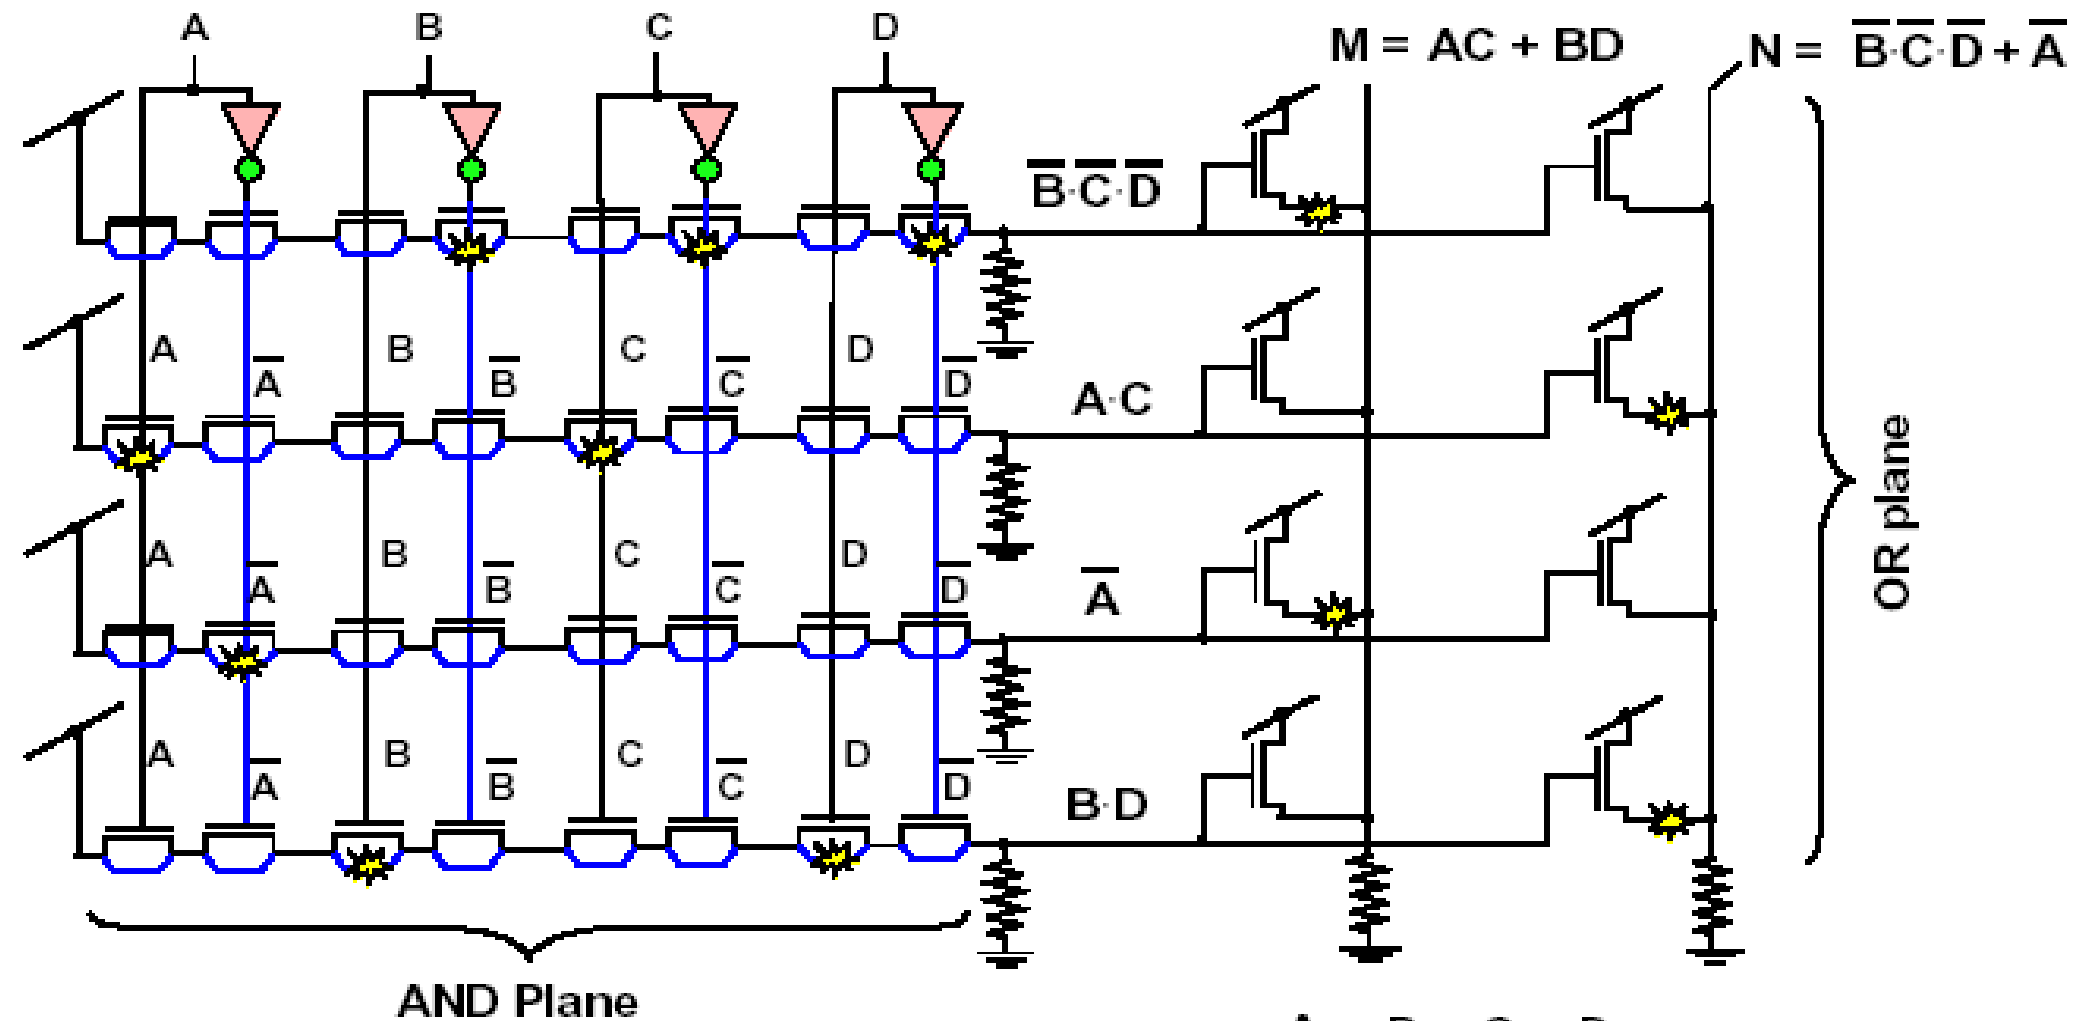 A B C D
M = AC + BD
N = B̅·C̅·D̅ + A̅
B̅·C̅·D̅
A B C D
A̅ B̅ C̅ D̅
A·C
A B C D
A̅ B̅ C̅ D̅
A̅
A B C D
A̅ B̅ C̅ D̅
B·D
OR plane
AND Plane